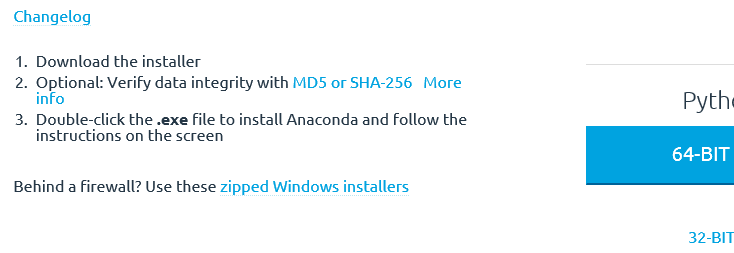 Changelog
1. Download the installer
2. Optional: Verify data integrity with MD5 or SHA-256 More
info
3. Double-click the .exe file to install Anaconda and follow the
instructions on the screen
Behind a firewall? Use these zipped Windows installers
64-BIT
32-BIT